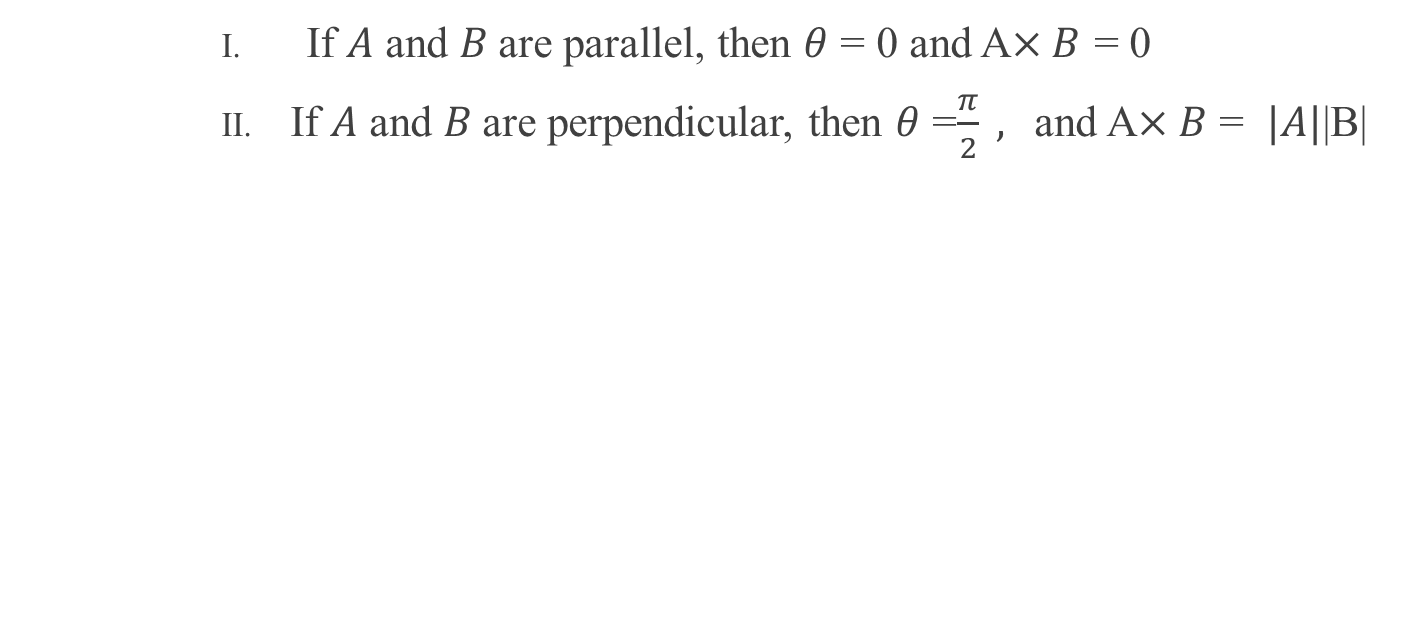 I. If A and B are parallel, then θ = 0 and A× B = 0
II. If A and B are perpendicular, then θ = π/2 , and A× B = |A||B|